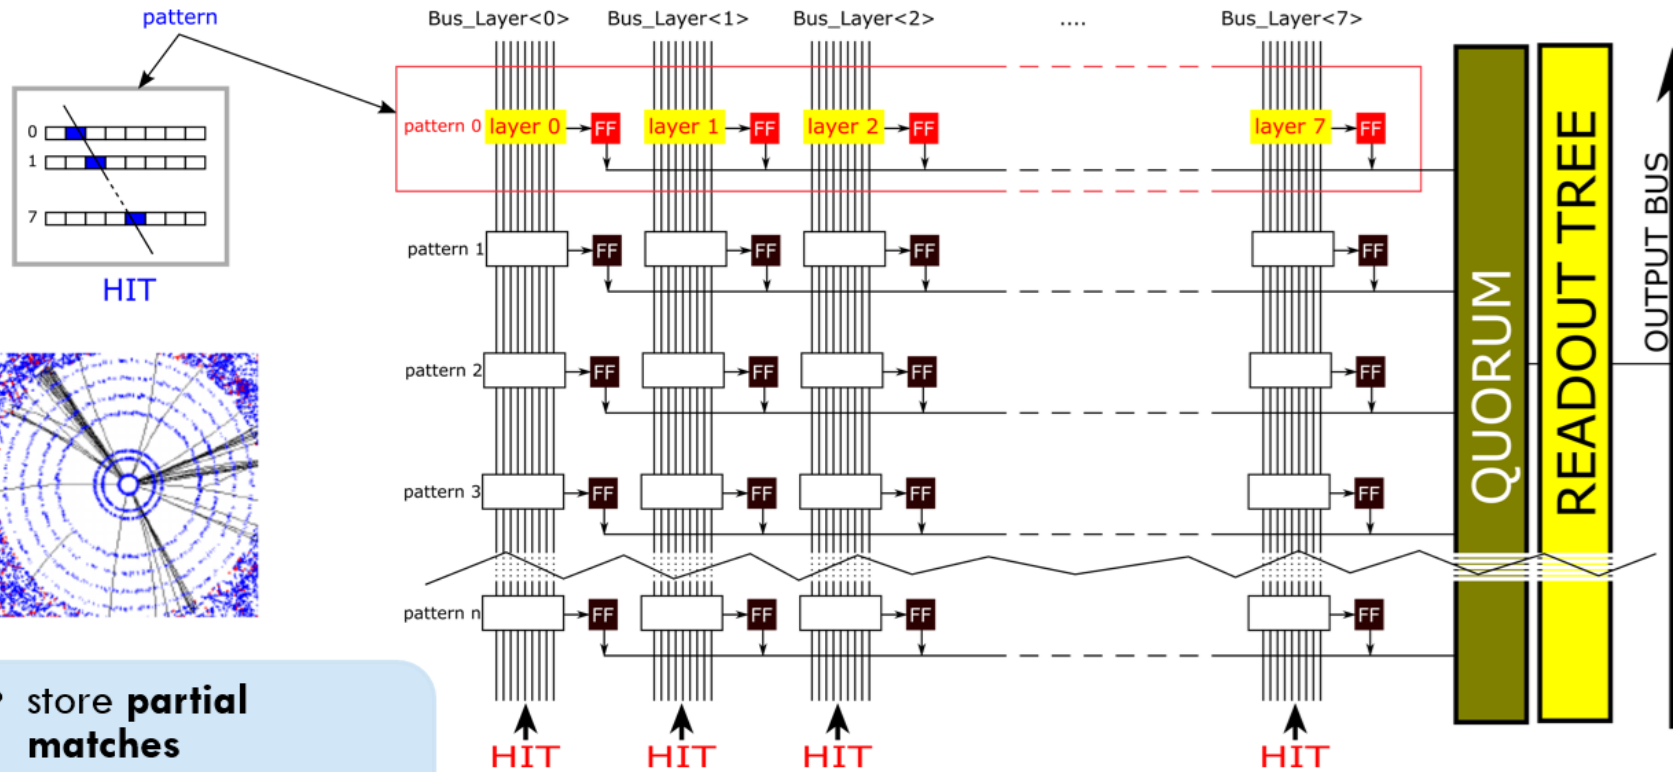 pattern
0
1
7
HIT
Bus_Layer<0> Bus_Layer<1> Bus_Layer<2> .... Bus_Layer<7>
pattern 0 layer 0 FF layer 1 FF layer 2 FF layer 7 FF
pattern 1 FF FF FF FF
pattern 2 FF FF FF FF
pattern 3 FF FF FF FF
pattern n FF FF FF FF
HIT HIT HIT HIT
QUORUM
READOUT TREE
OUTPUT BUS
• store partial
matches